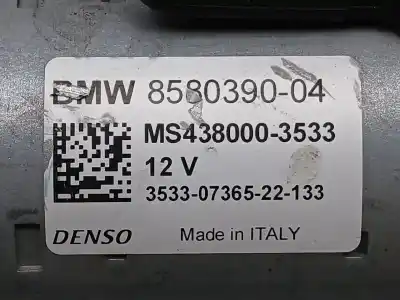 BMW 8580390-04
MS438000-3533
12 V
3533-07365-22-133
DENSO Made in ITALY